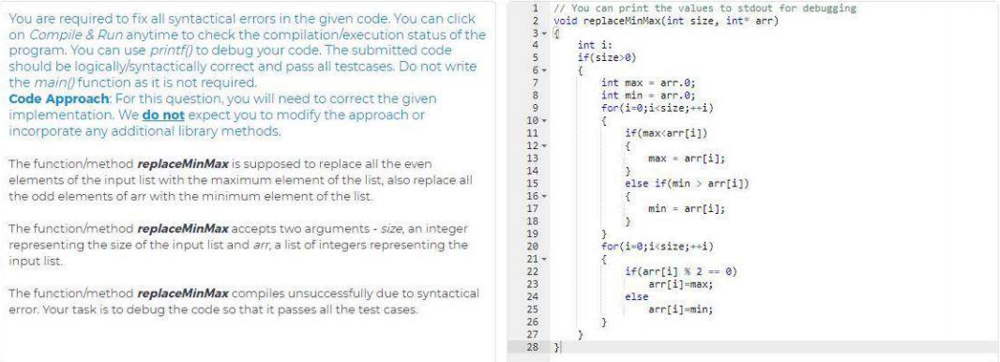 You are required to fix all syntactical errors in the given code. You can click
on Compile & Run anytime to check the compilation/execution status of the
program. You can use printf() to debug your code. The submitted code
should be logically/syntactically correct and pass all testcases. Do not write
the main() function as it is not required.
Code Approach: For this question, you will need to correct the given
implementation. We do not expect you to modify the approach or
incorporate any additional library methods.
The function/method replaceMinMax is supposed to replace all the even
elements of the input list with the maximum element of the list, also replace all
the odd elements of arr with the minimum element of the list.
The function/method replaceMinMax accepts two arguments - size, an integer
representing the size of the input list and arr, a list of integers representing the
input list.
The function/method replaceMinMax compiles unsuccessfully due to syntactical
error. Your task is to debug the code so that it passes all the test cases.
1 // You can print the values to stdout for debugging
2 void replaceMinMax(int size, int* arr)
3 {
4 int i:
5 if(size>0)
6 {
7 int max = arr.0;
8 int min = arr.0;
9 for(i=0;i<size;++i)
10 {
11 if(max<arr[i])
12 {
13 max = arr[i];
14 }
15 else if(min > arr[i])
16 {
17 min = arr[i];
18 }
19 }
20 for(i=0;i<size;++i)
21 {
22 if(arr[i] % 2 == 0)
23 arr[i]=max;
24 else
25 arr[i]=min;
26 }
27 }
28 }